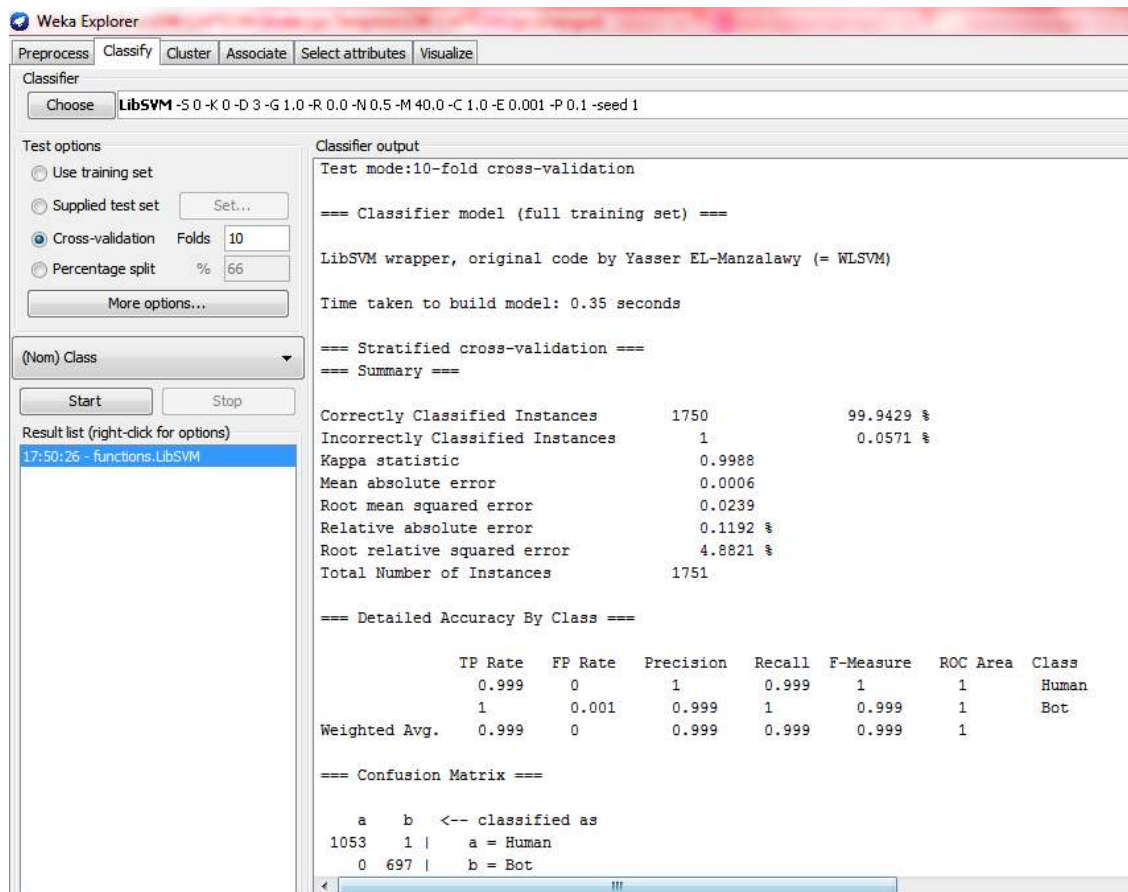 Weka Explorer
Preprocess Classify Cluster Associate Select attributes Visualize
Classifier
Choose LibSVM -S 0 -K 0 -D 3 -G 1.0 -R 0.0 -N 0.5 -M 40.0 -C 1.0 -E 0.001 -P 0.1 -seed 1
Test options
Use training set
Supplied test set Set...
Cross-validation Folds 10
Percentage split % 66
More options...
(Nom) Class
Start Stop
Result list (right-click for options)
17:50:26 - functions.LibSVM
Classifier output
Test mode:10-fold cross-validation
=== Classifier model (full training set) ===
LibSVM wrapper, original code by Yasser EL-Manzalawy (= WLSVM)
Time taken to build model: 0.35 seconds
=== Stratified cross-validation ===
=== Summary ===
Correctly Classified Instances 1750 99.9429 %
Incorrectly Classified Instances 1 0.0571 %
Kappa statistic 0.9988
Mean absolute error 0.0006
Root mean squared error 0.0239
Relative absolute error 0.1192 %
Root relative squared error 4.8821 %
Total Number of Instances 1751
=== Detailed Accuracy By Class ===
TP Rate FP Rate Precision Recall F-Measure ROC Area Class
0.999 0 1 0.999 1 1 Human
1 0.001 0.999 1 0.999 1 Bot
Weighted Avg. 0.999 0 0.999 0.999 0.999 1
=== Confusion Matrix ===
a b <-- classified as
1053 1 | a = Human
0 697 | b = Bot